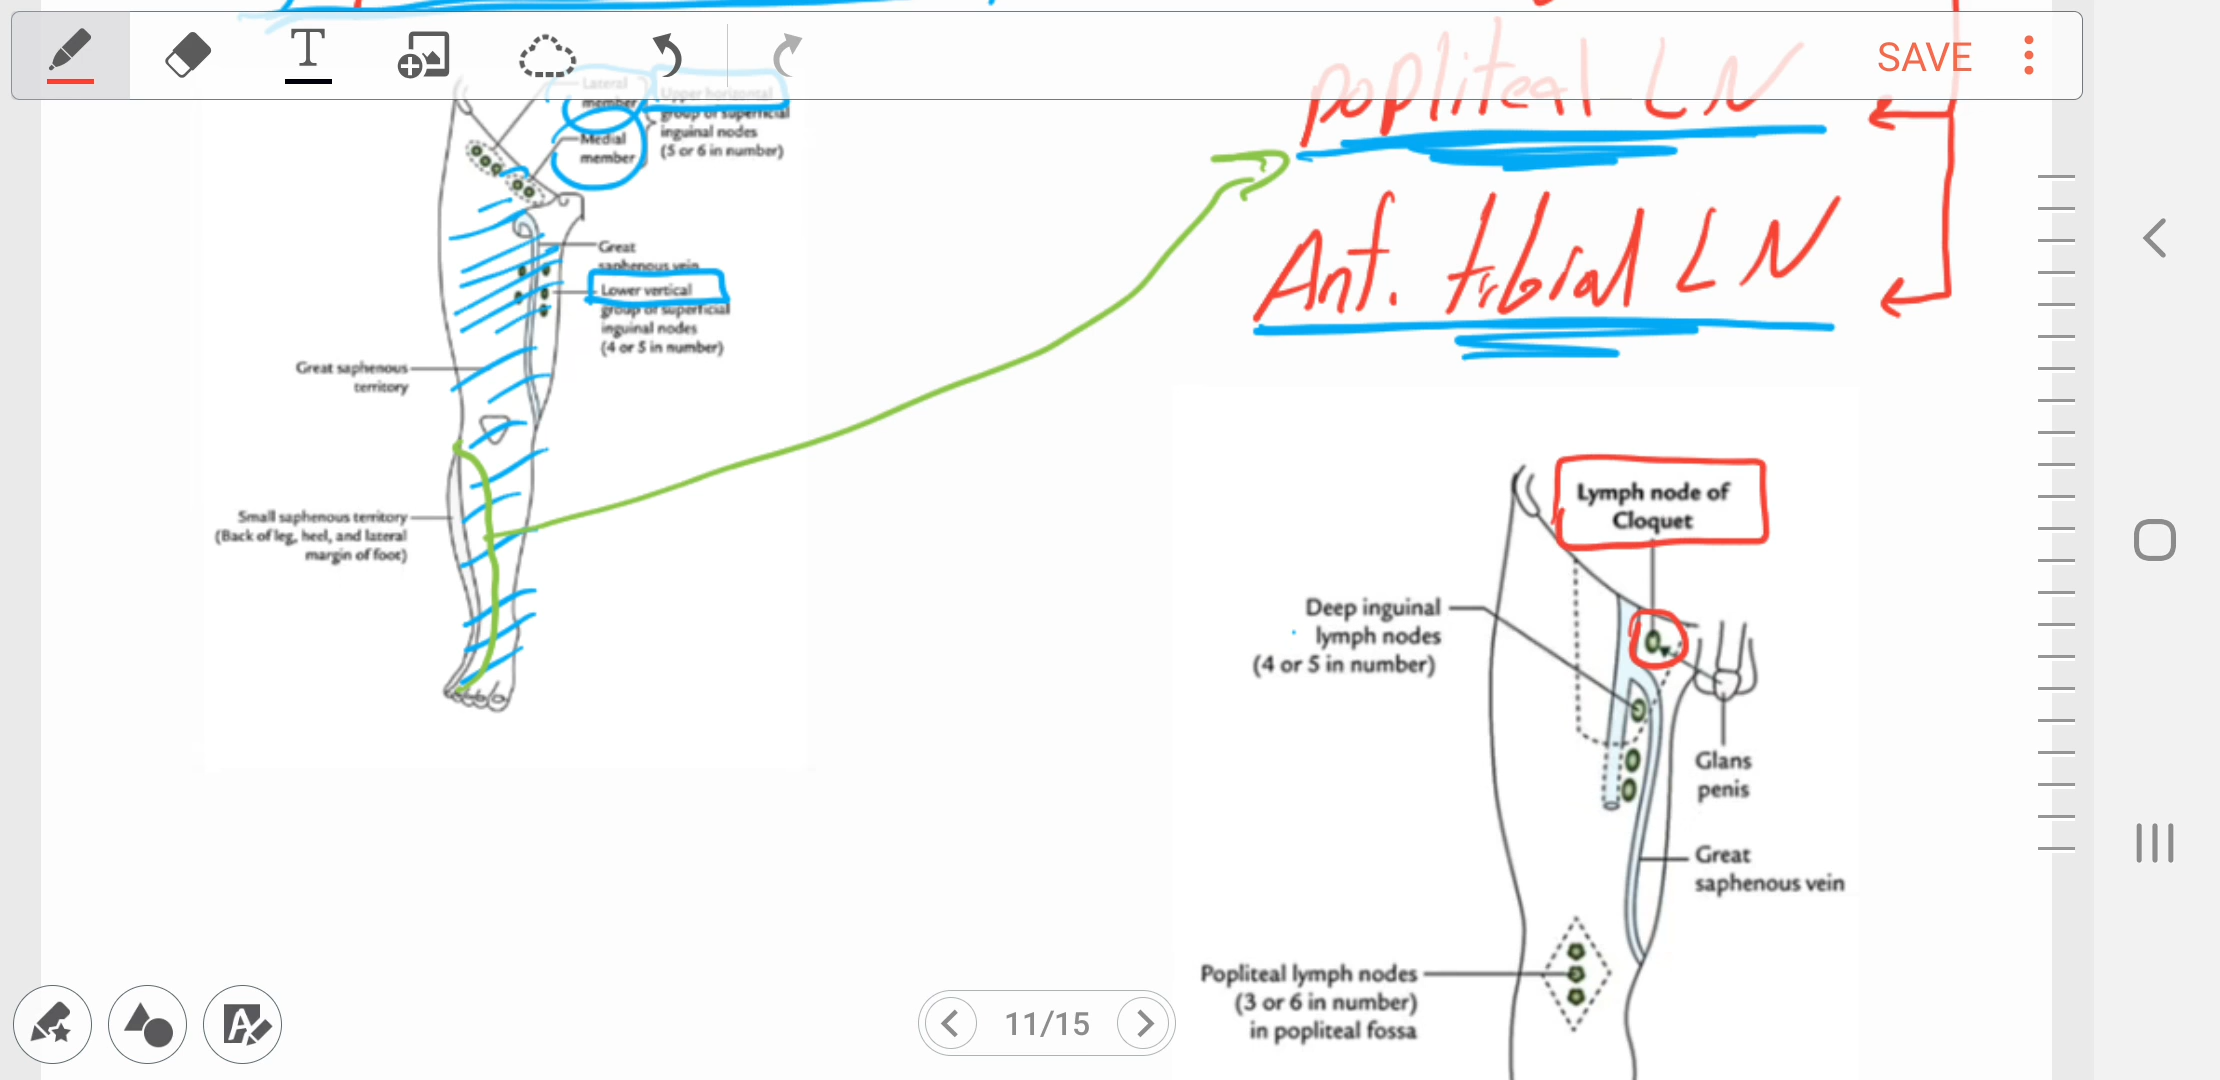 T
SAVE
Lateral
member
Medial
member
Upper horizontal
group of superficial
inguinal nodes
(5 or 6 in number)
Great
saphenous vein
Lower vertical
group of superficial
inguinal nodes
(4 or 5 in number)
Great saphenous
territory
Small saphenous territory
(Back of leg, heel, and lateral
margin of foot)
popliteal LN
Ant. tibial LN
Lymph node of
Cloquet
Deep inguinal
lymph nodes
(4 or 5 in number)
Glans
penis
Great
saphenous vein
Popliteal lymph nodes
(3 or 6 in number)
in popliteal fossa
A
11/15